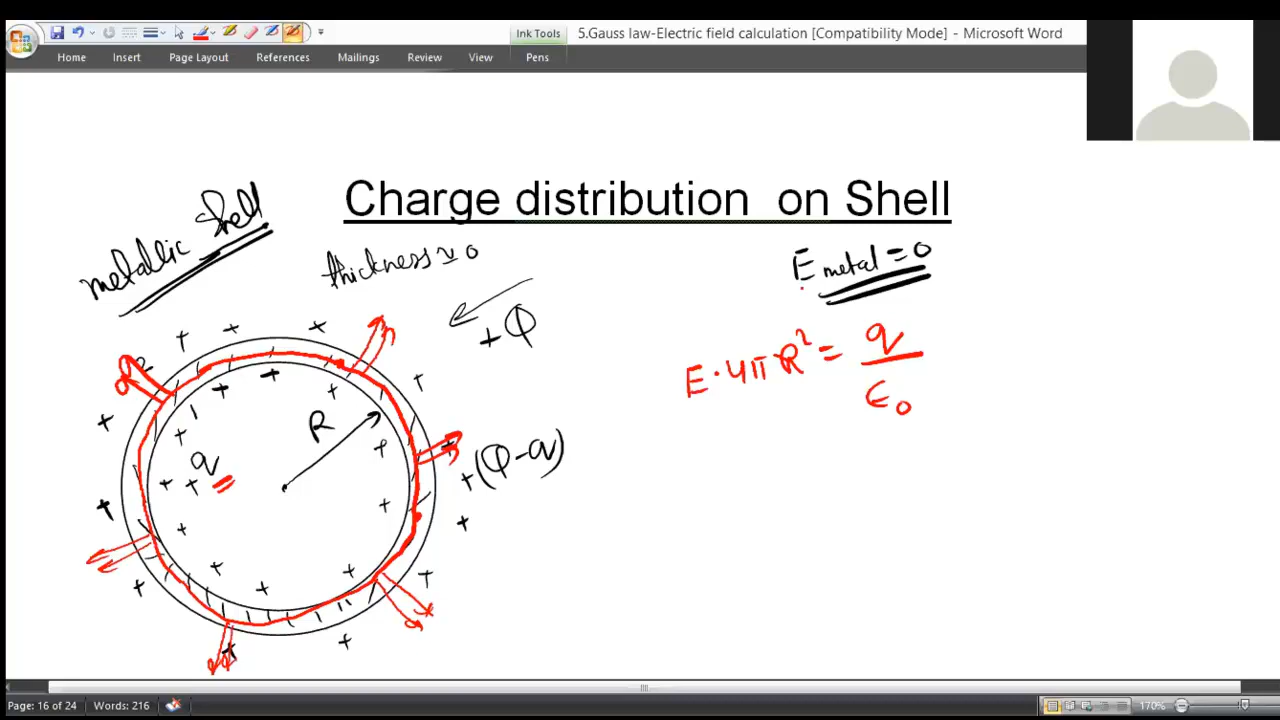 Ink Tools
5.Gauss law-Electric field calculation [Compatibility Mode] - Microsoft Word
Home Insert Page Layout References Mailings Review View Pens
Charge distribution on Shell
metallic shell
thickness ≈ 0
E metal = 0
+Q
E · 4π R² = q / ϵ₀
R
q
+(Q-q)
Page: 16 of 24 Words: 216 170%